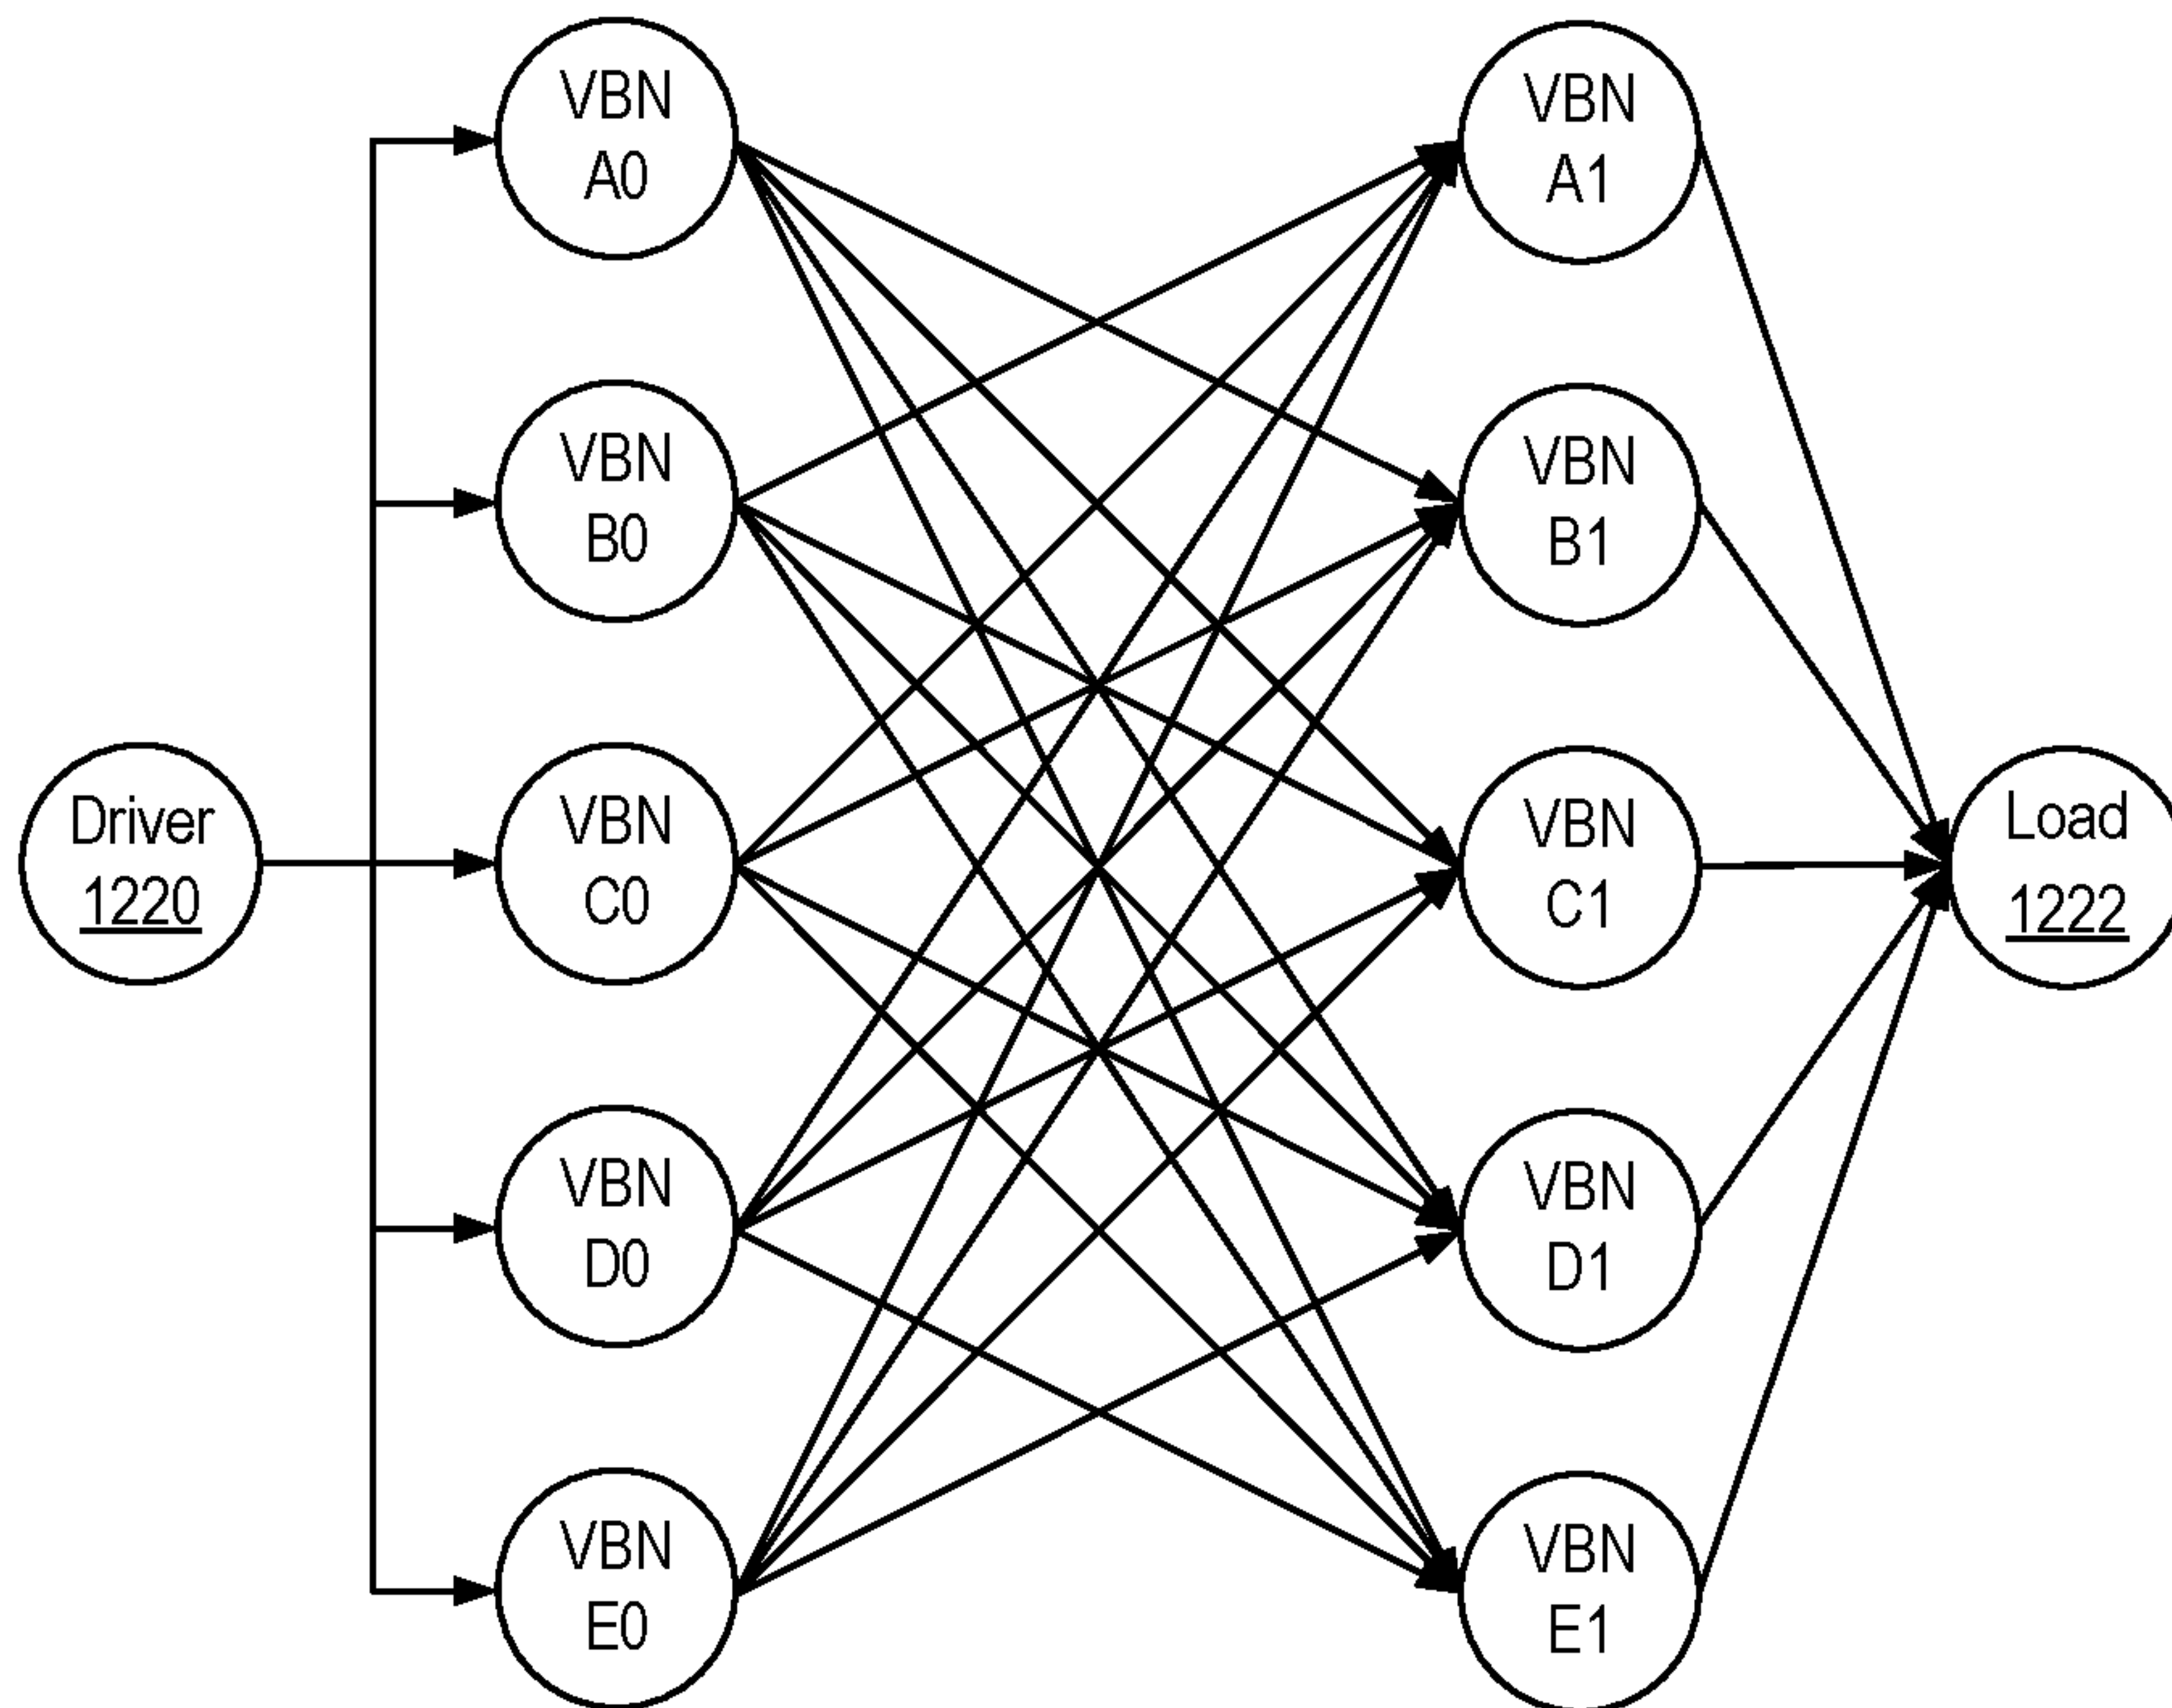 VBN
A0
VBN
A1
VBN
B0
VBN
B1
Driver
1220
VBN
C0
VBN
C1
Load
1222
VBN
D0
VBN
D1
VBN
E0
VBN
E1